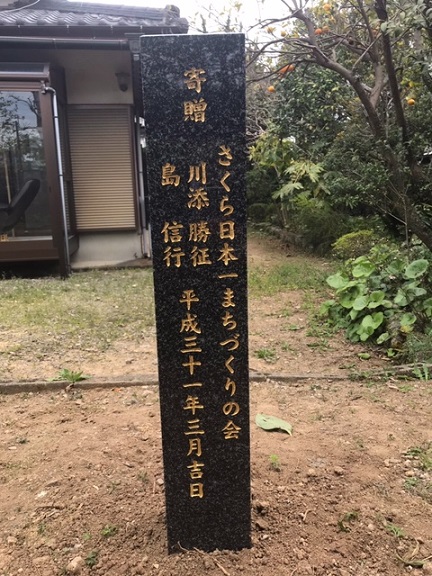 寄贈
さくら日本一まちづくりの会
川添 勝征
島 信行
平成三十一年三月吉日